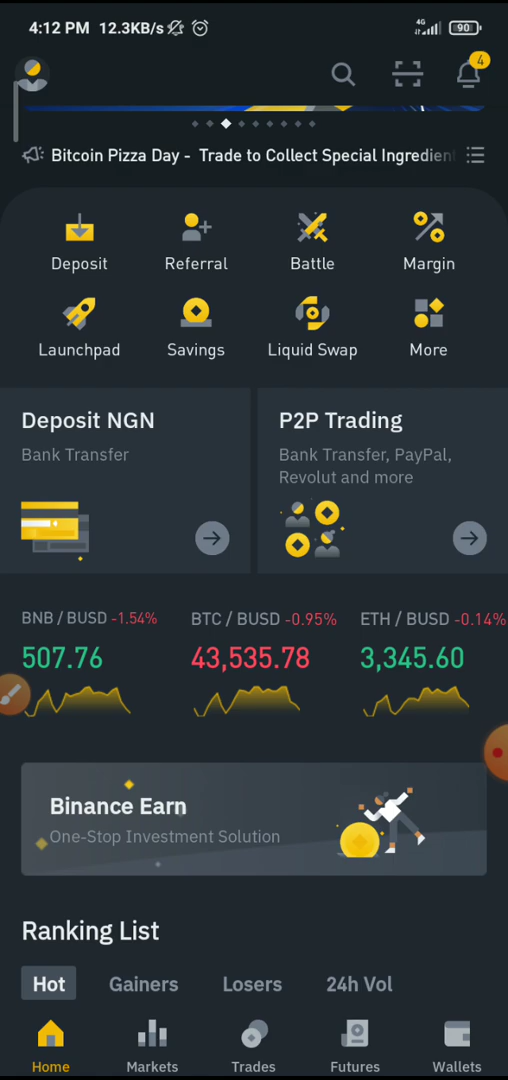 4:12 PM 12.3KB/s 4G 90
4
Bitcoin Pizza Day - Trade to Collect Special Ingredient
Deposit Referral Battle Margin
Launchpad Savings Liquid Swap More
Deposit NGN
Bank Transfer
P2P Trading
Bank Transfer, PayPal,
Revolut and more
BNB / BUSD -1.54% BTC / BUSD -0.95% ETH / BUSD -0.14%
507.76 43,535.78 3,345.60
Binance Earn
One-Stop Investment Solution
Ranking List
Hot Gainers Losers 24h Vol
Home Markets Trades Futures Wallets